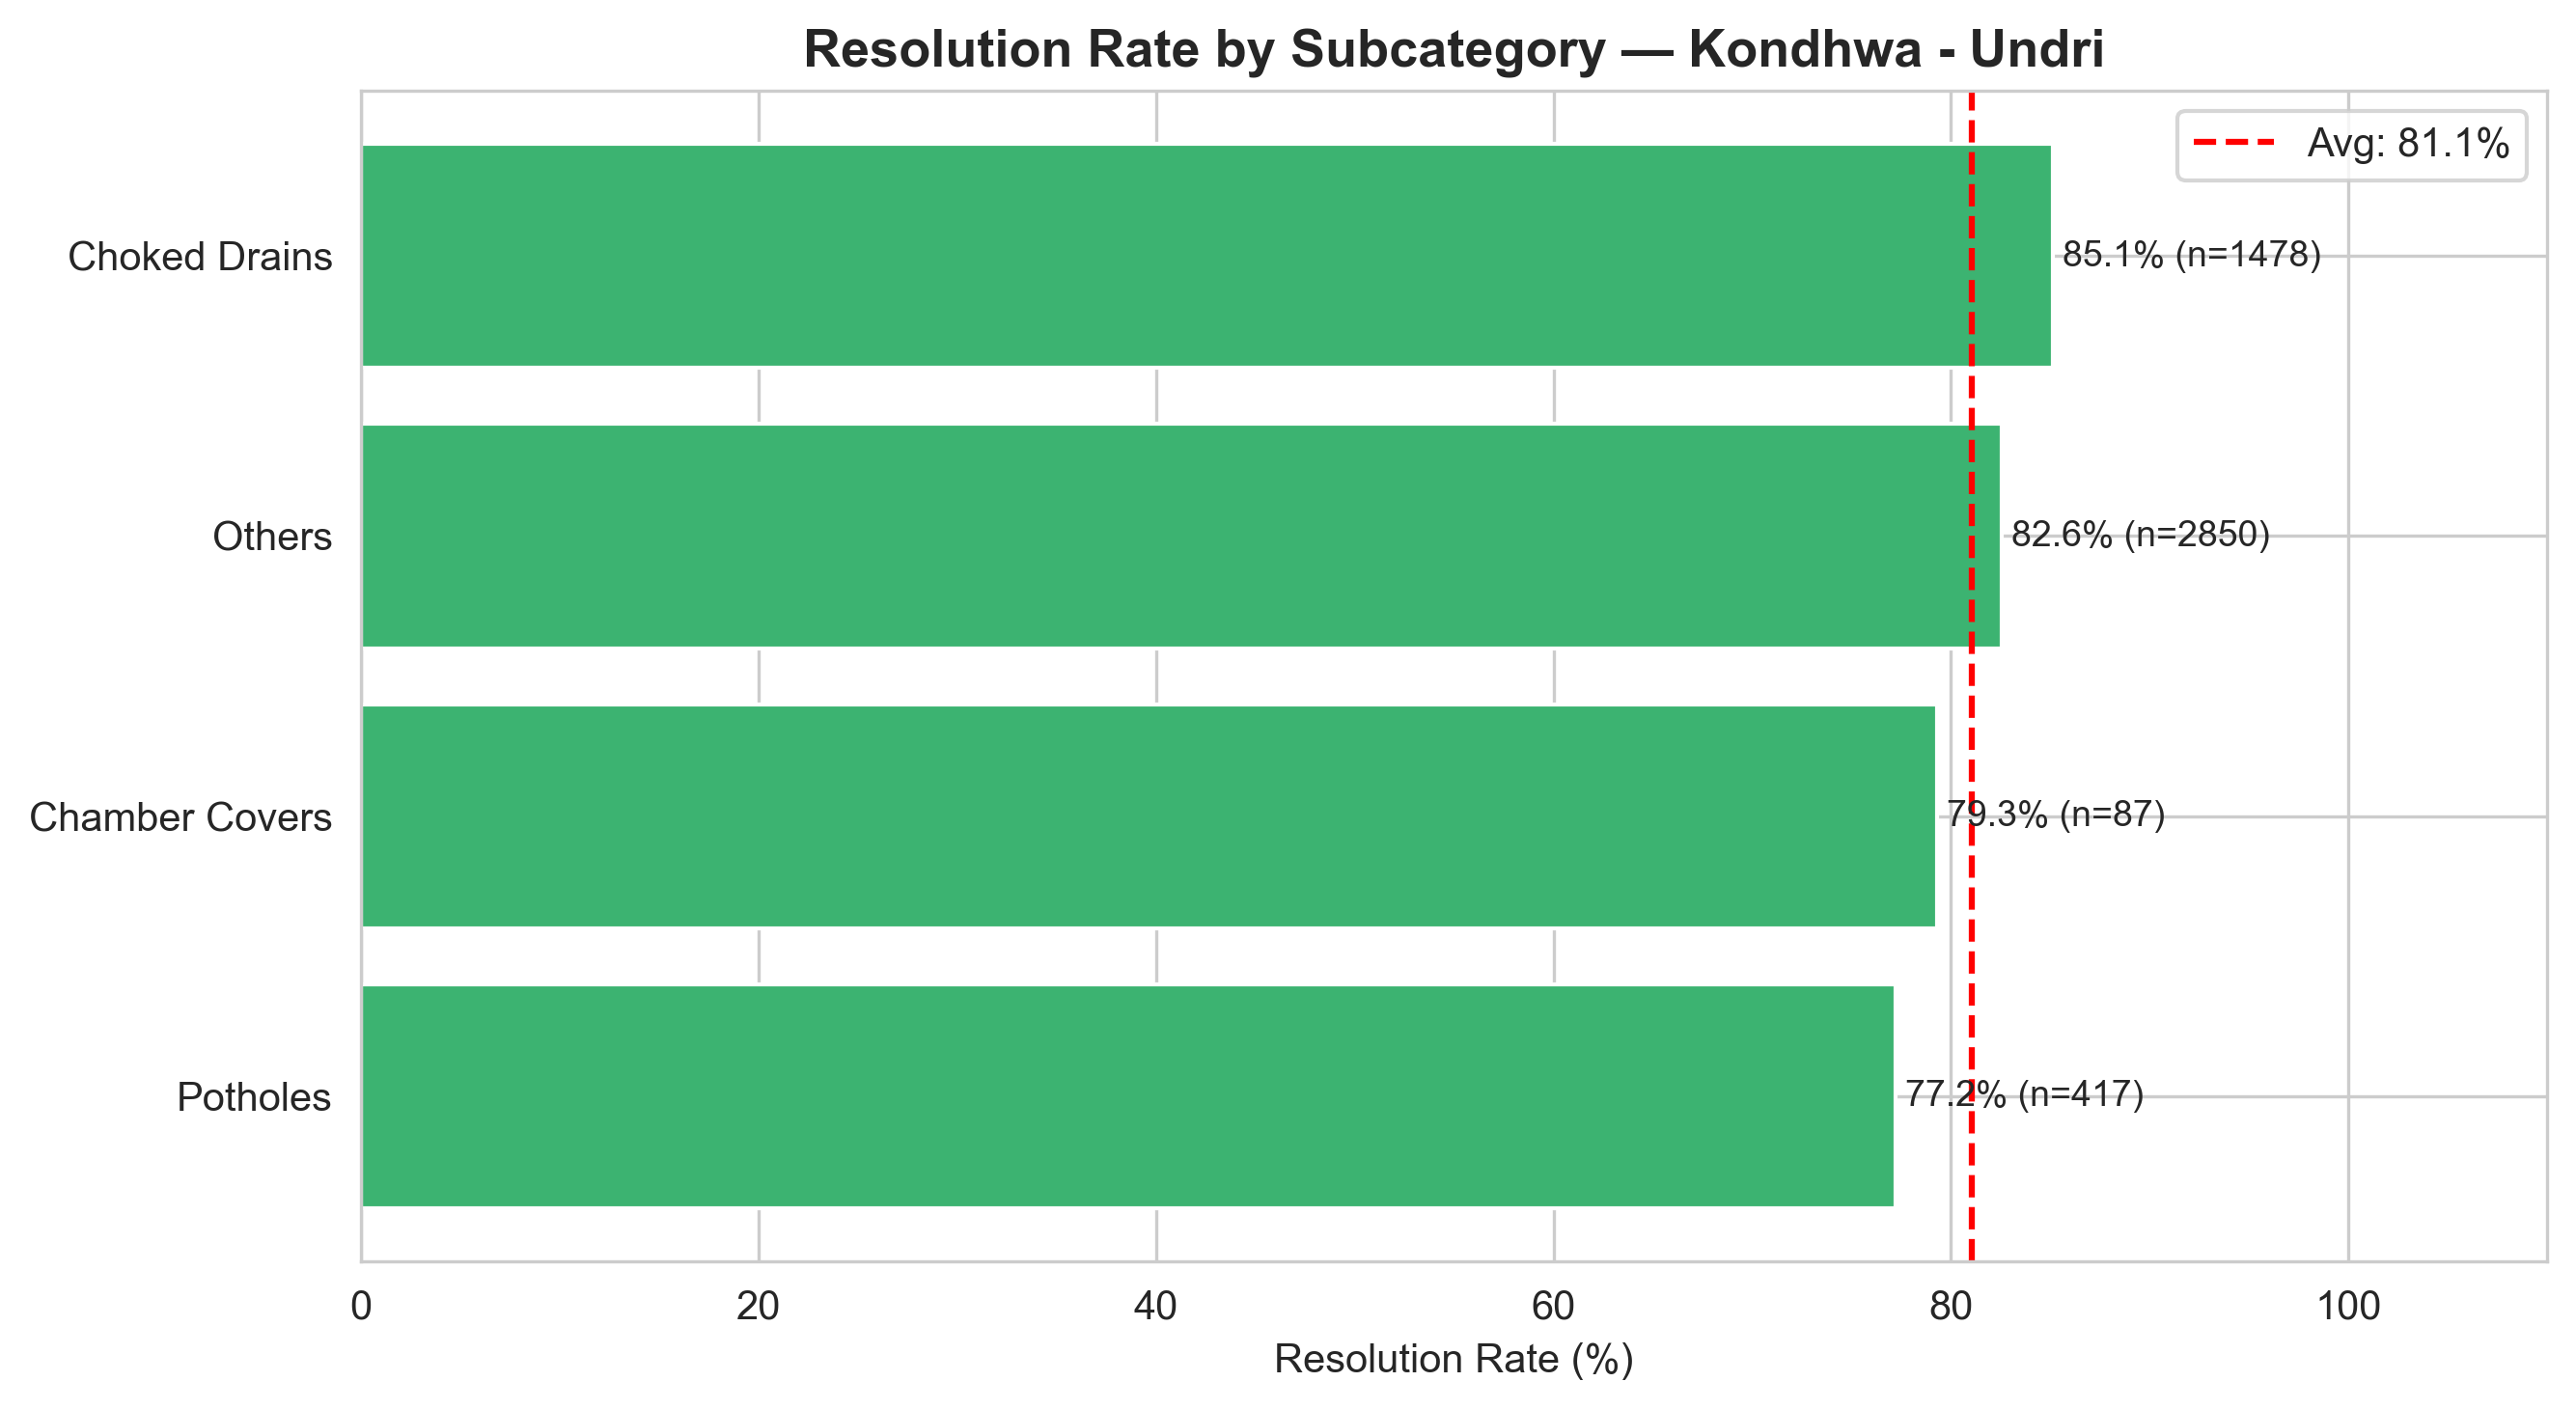 Resolution Rate by Subcategory — Kondhwa - Undri
Avg: 81.1%
Choked Drains
85.1% (n=1478)
Others
82.6% (n=2850)
Chamber Covers
79.3% (n=87)
Potholes
77.2% (n=417)
0 20 40 60 80 100
Resolution Rate (%)